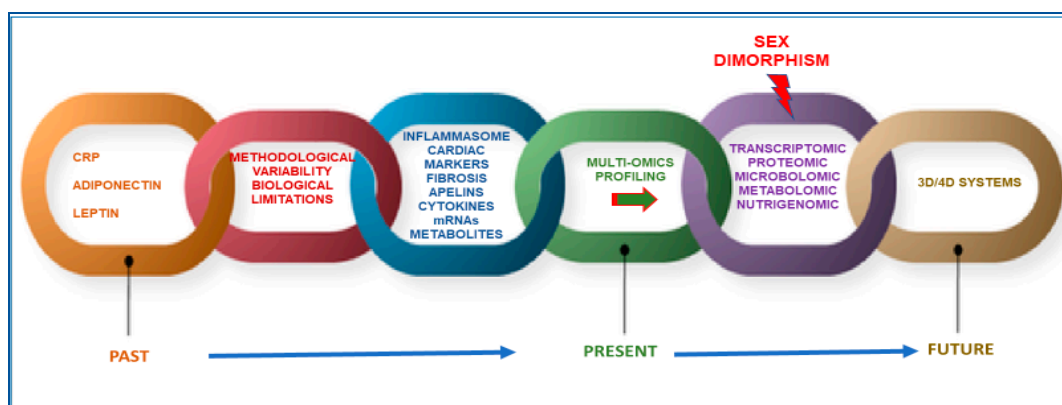 SEX
DIMORPHISM
CRP
ADIPONECTIN
LEPTIN
METHODOLOGICAL
VARIABILITY
BIOLOGICAL
LIMITATIONS
INFLAMMASOME
CARDIAC
MARKERS
FIBROSIS
APELINS
CYTOKINES
mRNAs
METABOLITES
MULTI-OMICS
PROFILING
TRANSCRIPTOMIC
PROTEOMIC
MICROBOLOMIC
METABOLOMIC
NUTRIGENOMIC
3D/4D SYSTEMS
PAST
PRESENT
FUTURE